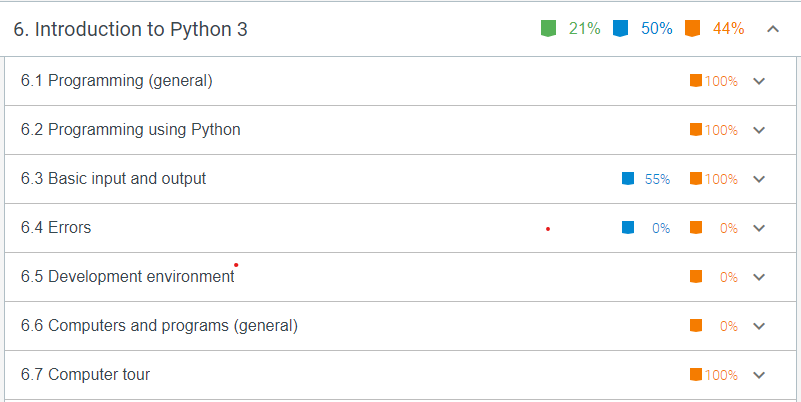 6. Introduction to Python 3 21% 50% 44%
6.1 Programming (general) 100%
6.2 Programming using Python 100%
6.3 Basic input and output 55% 100%
6.4 Errors 0% 0%
6.5 Development environment 0%
6.6 Computers and programs (general) 0%
6.7 Computer tour 100%